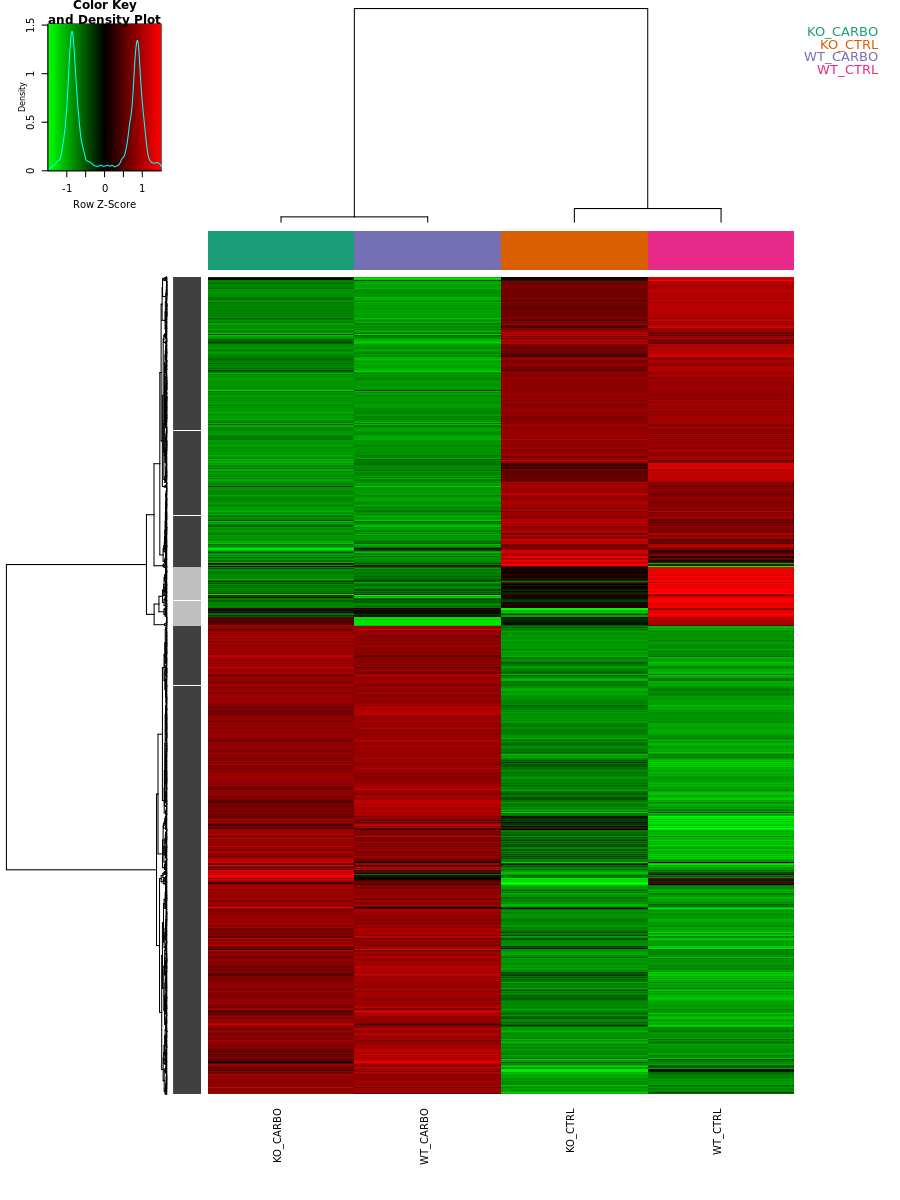 Color Key
and Density Plot
Density
0
0.5
1
1.5
-1
0
1
Row Z-Score
KO_CARBO
KO_CTRL
WT_CARBO
WT_CTRL
KO_CARBO
WT_CARBO
KO_CTRL
WT_CTRL